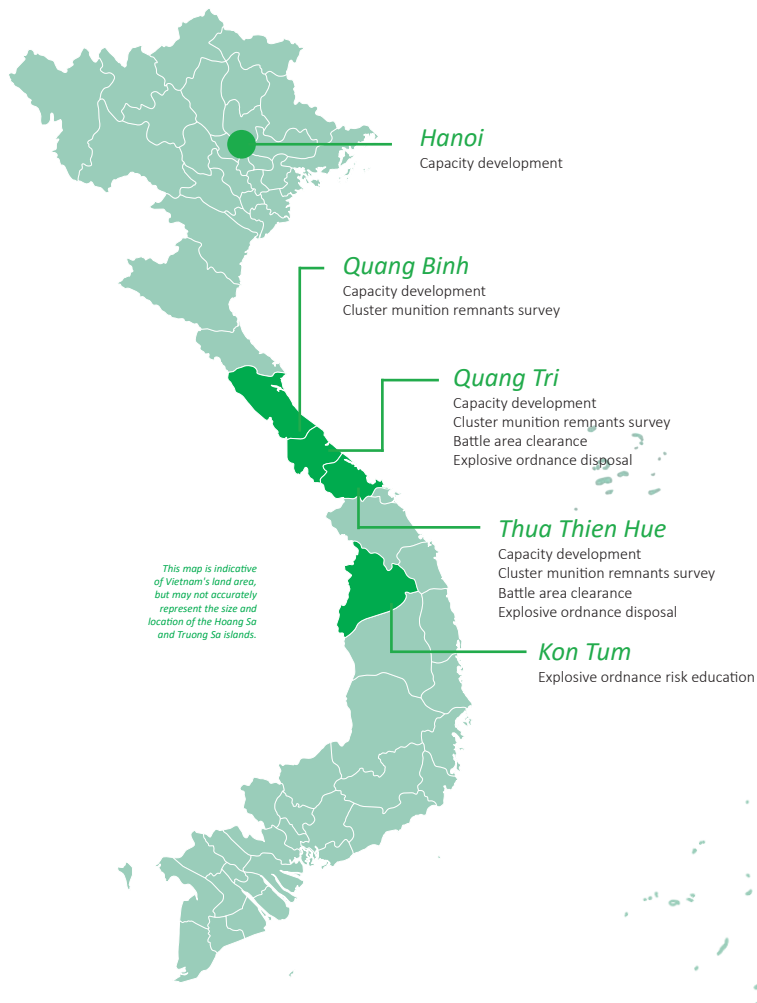 Hanoi
Capacity development
Quang Binh
Capacity development
Cluster munition remnants survey
Quang Tri
Capacity development
Cluster munition remnants survey
Battle area clearance
Explosive ordnance disposal
Thua Thien Hue
Capacity development
Cluster munition remnants survey
Battle area clearance
Explosive ordnance disposal
This map is indicative
of Vietnam's land area,
but may not accurately
represent the size and
location of the Hoang Sa
and Truong Sa islands.
Kon Tum
Explosive ordnance risk education